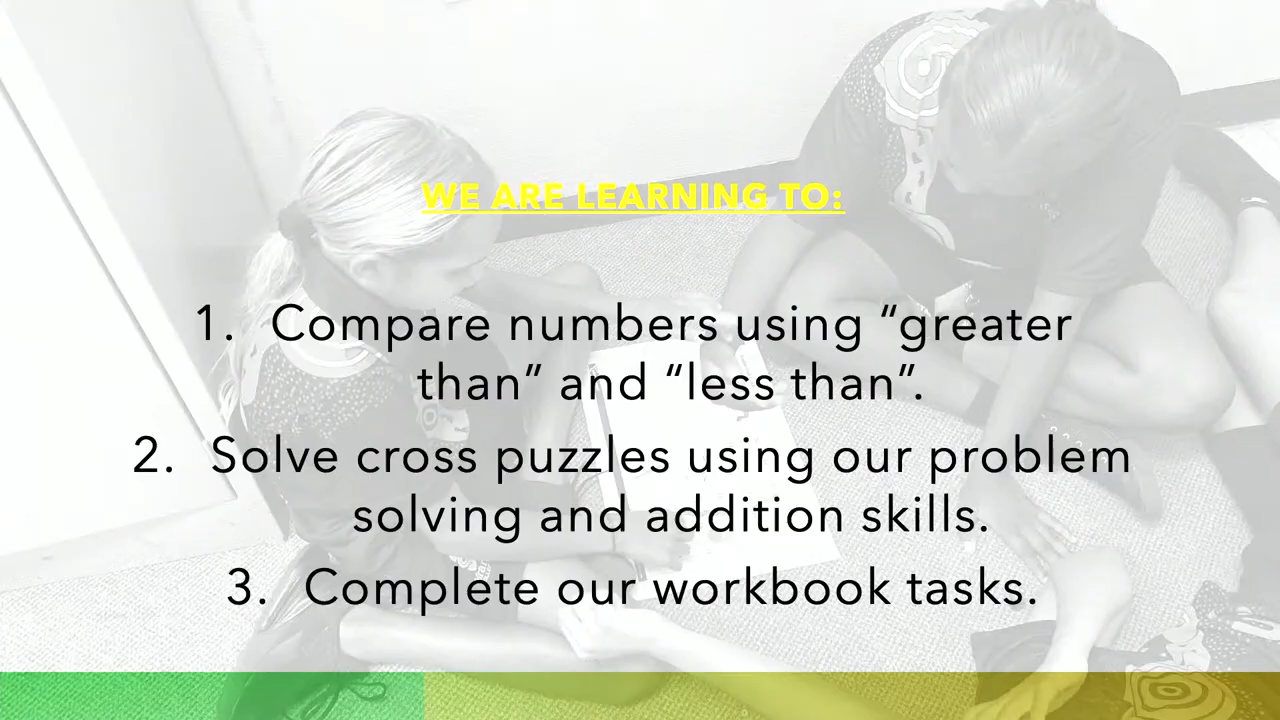 WE ARE LEARNING TO:
1. Compare numbers using “greater
than” and “less than”.
2. Solve cross puzzles using our problem
solving and addition skills.
3. Complete our workbook tasks.